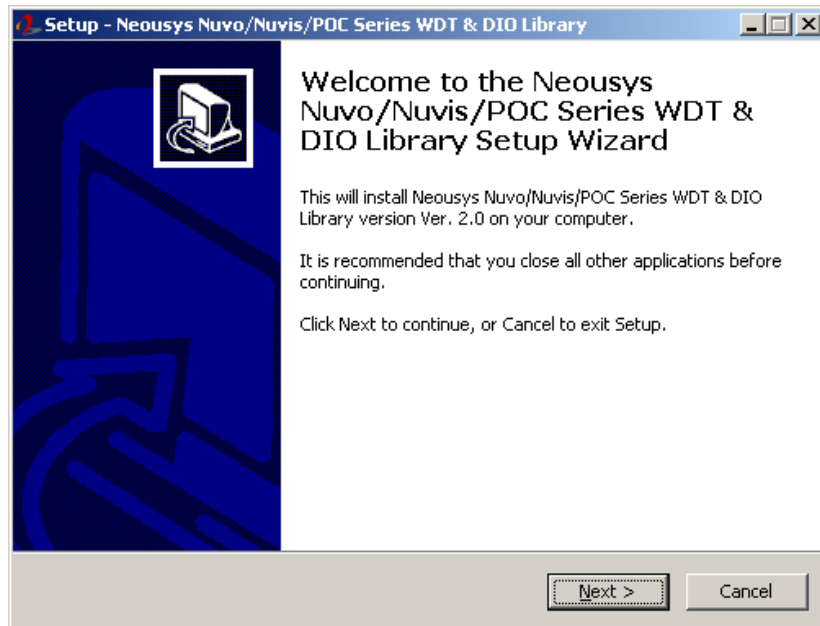 Setup - Neousys Nuvo/Nuvis/POC Series WDT & DIO Library
Welcome to the Neousys
Nuvo/Nuvis/POC Series WDT &
DIO Library Setup Wizard
This will install Neousys Nuvo/Nuvis/POC Series WDT & DIO
Library version Ver. 2.0 on your computer.
It is recommended that you close all other applications before
continuing.
Click Next to continue, or Cancel to exit Setup.
Next >
Cancel